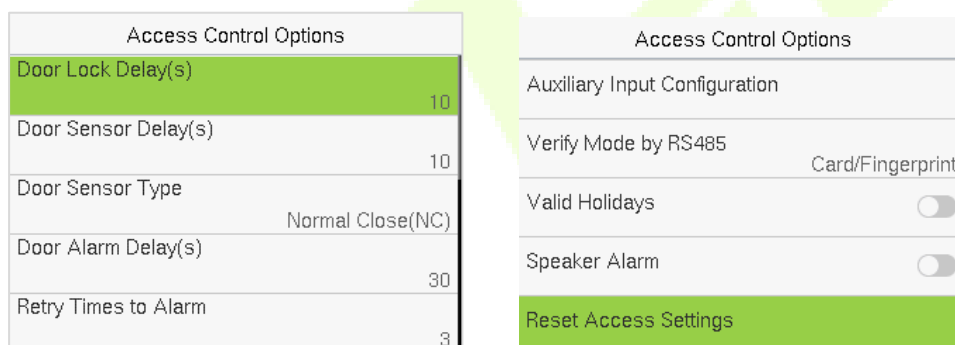 Access Control Options
Door Lock Delay(s)
10
Door Sensor Delay(s)
10
Door Sensor Type
Normal Close(NC)
Door Alarm Delay(s)
30
Retry Times to Alarm
3
Access Control Options
Auxiliary Input Configuration
Verify Mode by RS485
Card/Fingerprint
Valid Holidays
Speaker Alarm
Reset Access Settings